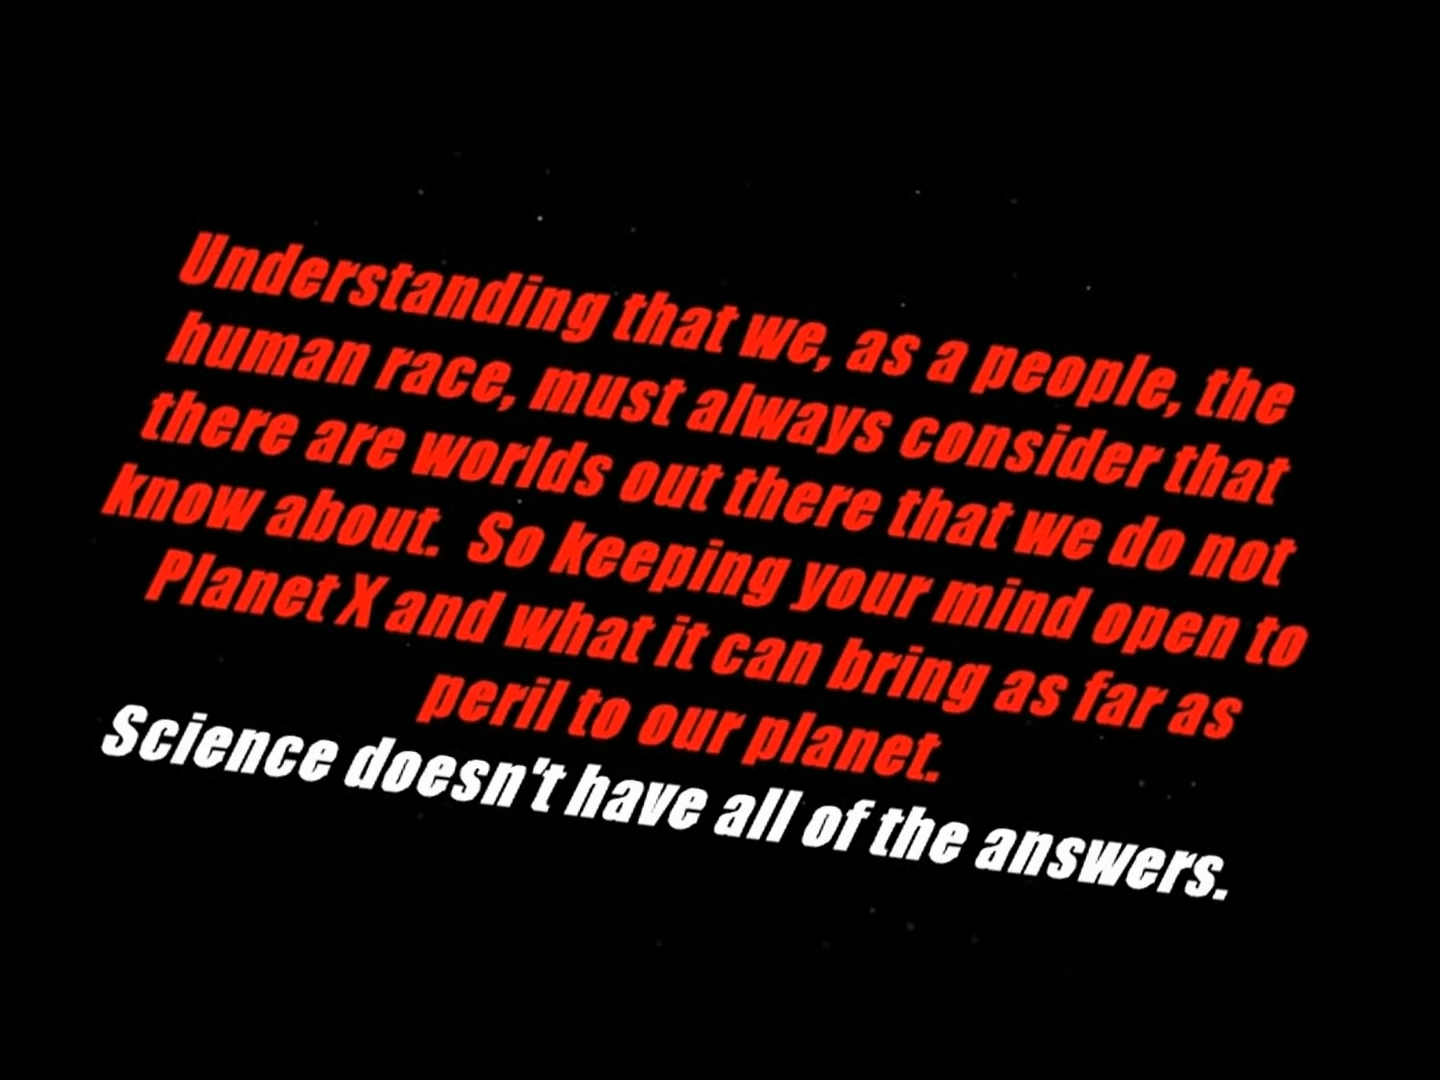 Understanding that we, as a people, the
human race, must always consider that
there are worlds out there that we do not
know about. So keeping your mind open to
Planet X and what it can bring as far as
peril to our planet.
Science doesn't have all of the answers.